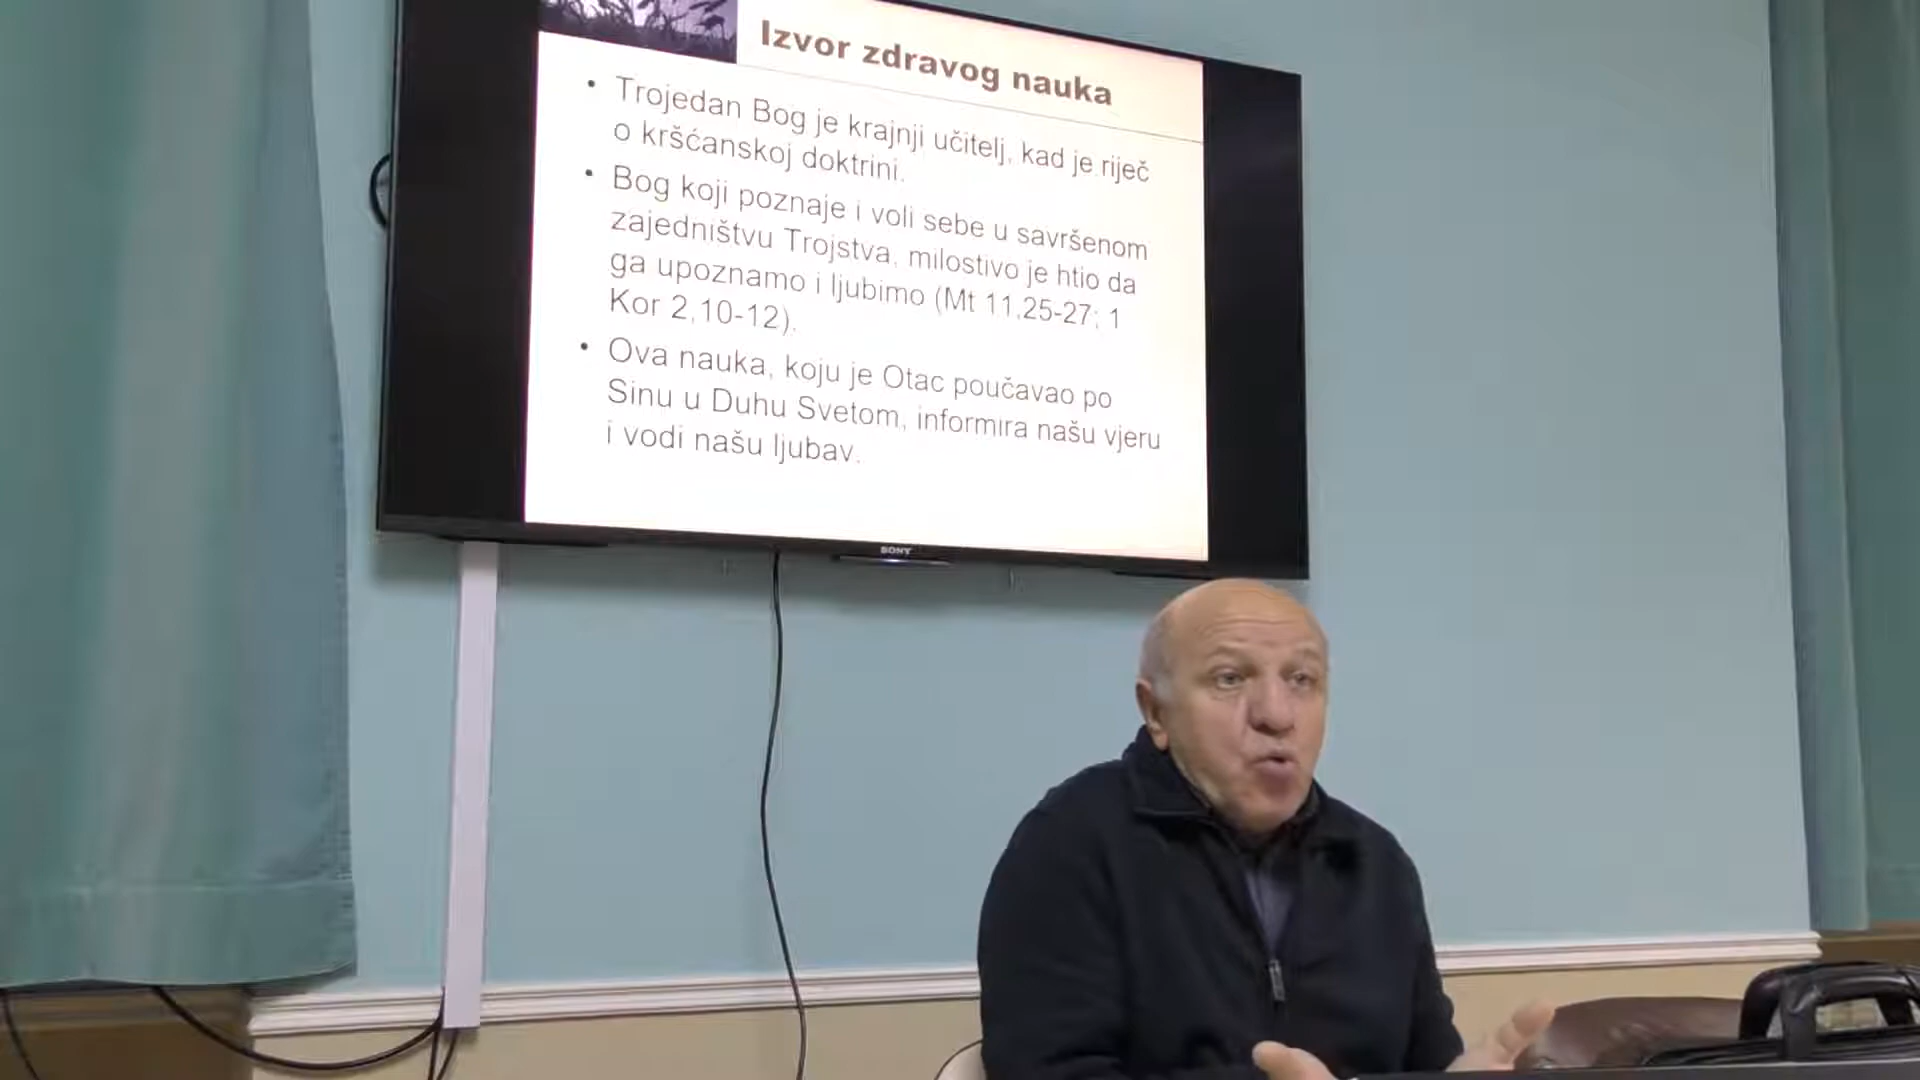 Izvor zdravog nauka
• Trojedan Bog je krajnji učitelj, kad je riječ
o kršćanskoj doktrini.
• Bog koji poznaje i voli sebe u savršenom
zajedništvu Trojstva, milostivo je htio da
ga upoznamo i ljubimo (Mt 11,25-27; 1
Kor 2,10-12).
• Ova nauka, koju je Otac poučavao po
Sinu u Duhu Svetom, informira našu vjeru
i vodi našu ljubav.
SONY